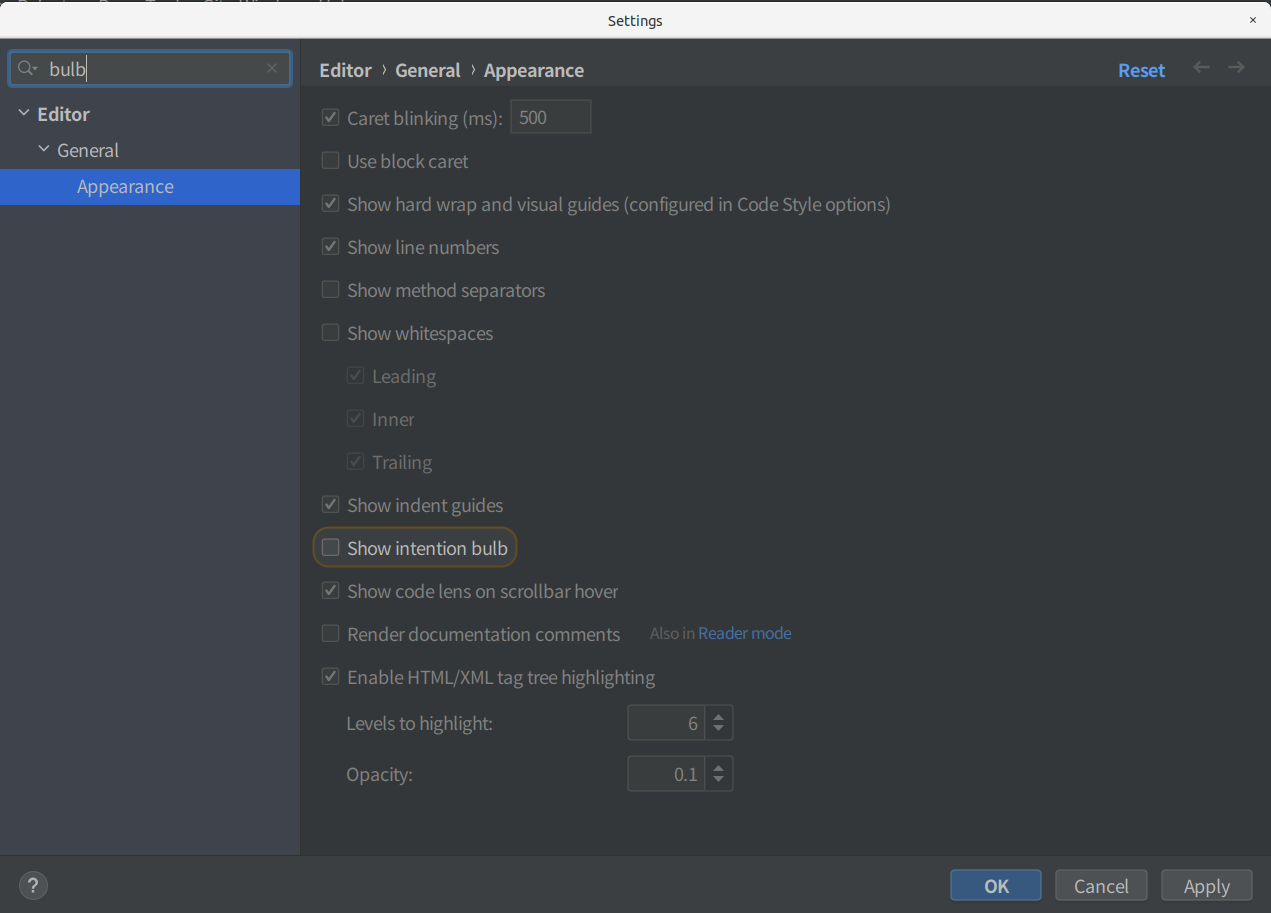 Settings
bulb
Editor
General
Appearance
Editor › General › Appearance
Reset
Caret blinking (ms): 500
Use block caret
Show hard wrap and visual guides (configured in Code Style options)
Show line numbers
Show method separators
Show whitespaces
Leading
Inner
Trailing
Show indent guides
Show intention bulb
Show code lens on scrollbar hover
Render documentation comments Also in Reader mode
Enable HTML/XML tag tree highlighting
Levels to highlight: 6
Opacity: 0.1
?
OK Cancel Apply